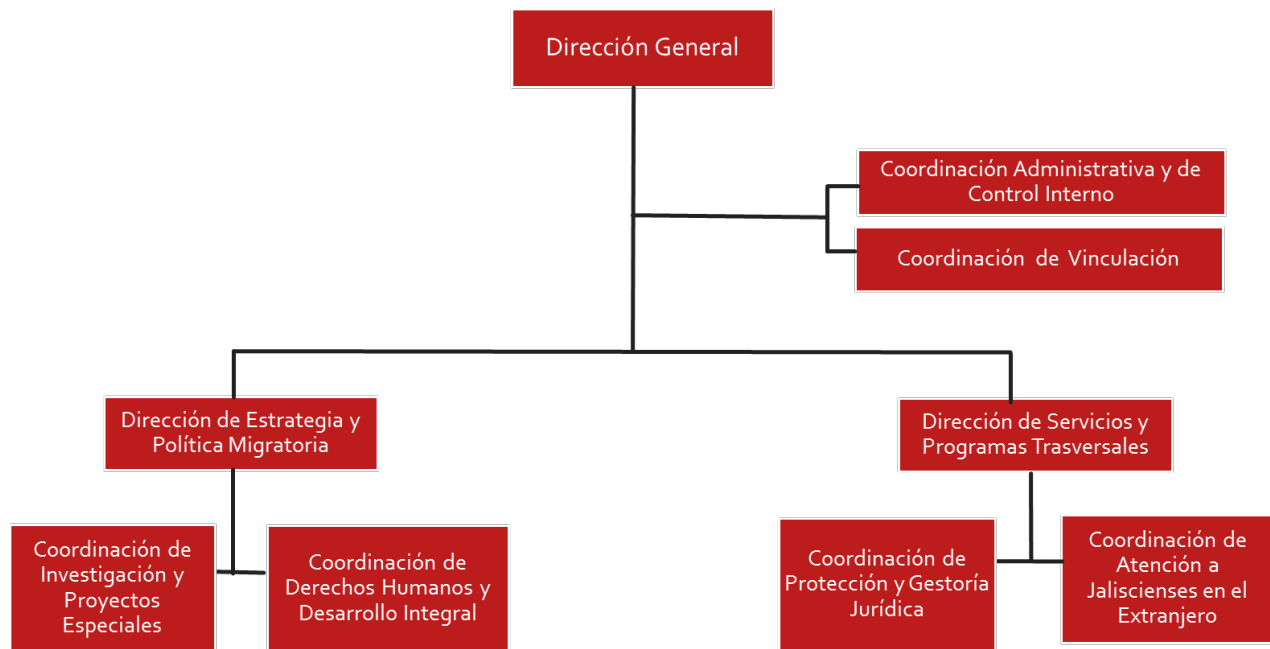 Dirección General
Coordinación Administrativa y de
Control Interno
Coordinación de Vinculación
Dirección de Estrategia y
Política Migratoria
Dirección de Servicios y
Programas Trasversales
Coordinación de
Investigación y
Proyectos
Especiales
Coordinación de
Derechos Humanos y
Desarrollo Integral
Coordinación de
Protección y Gestoría
Jurídica
Coordinación de
Atención a
Jaliscienses en el
Extranjero